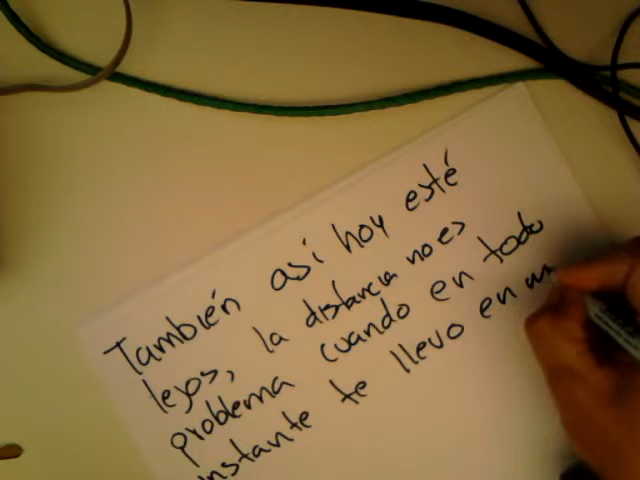 También así hoy esté
lejos, la distancia no es
problema cuando en todo
instante te llevo en